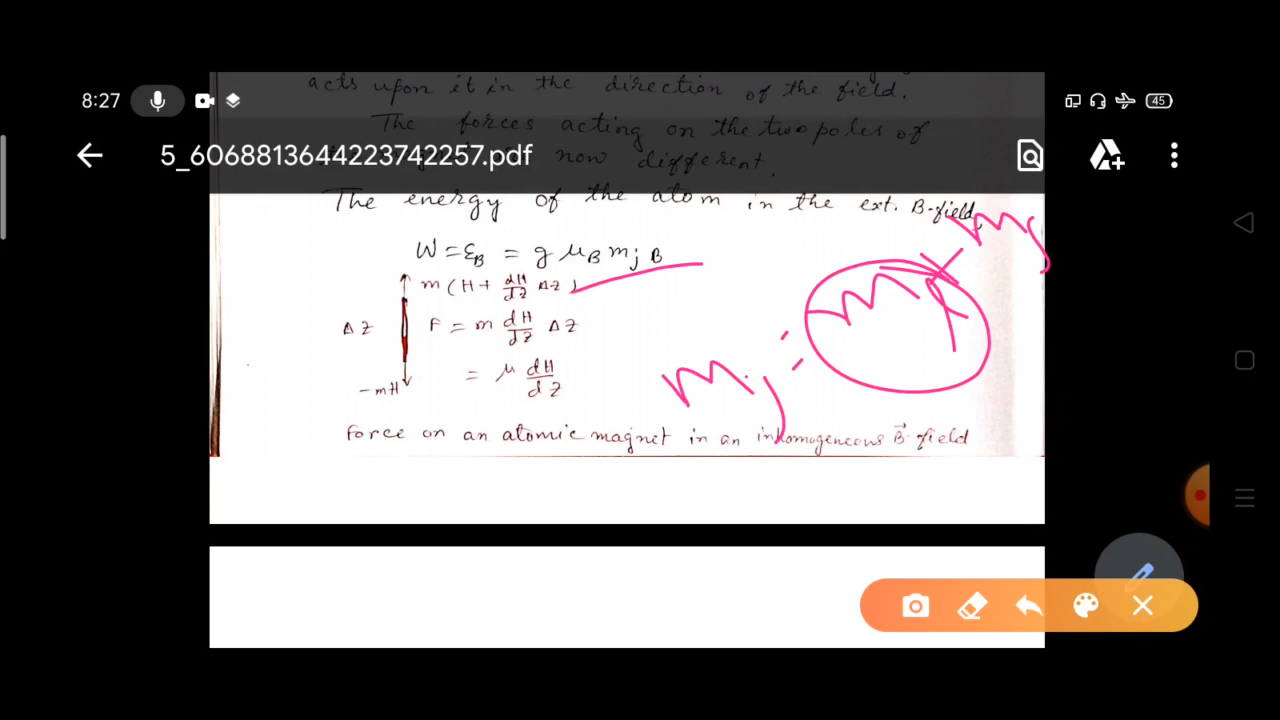 acts upon it in the direction of the field.
8:27
45
The forces acting on the two poles of
5_6068813644223742257.pdf
now different.
The energy of the atom in the ext. B-field,
W = ε_B = g μ_B m_j B
m (H + dH/dz Δz)
Δz
F = m dH/dz Δz
= μ dH/dz
-mH
Force on an atomic magnet in an inhomogeneous B⃗ field
mj
mj